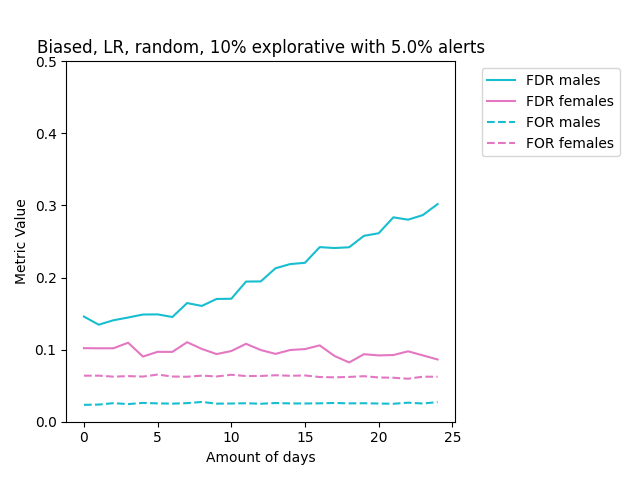 Biased, LR, random, 10% explorative with 5.0% alerts
0.5
0.4
0.3
0.2
0.1
0.0
Metric Value
0
5
10
15
20
25
Amount of days
FDR males
FDR females
FOR males
FOR females